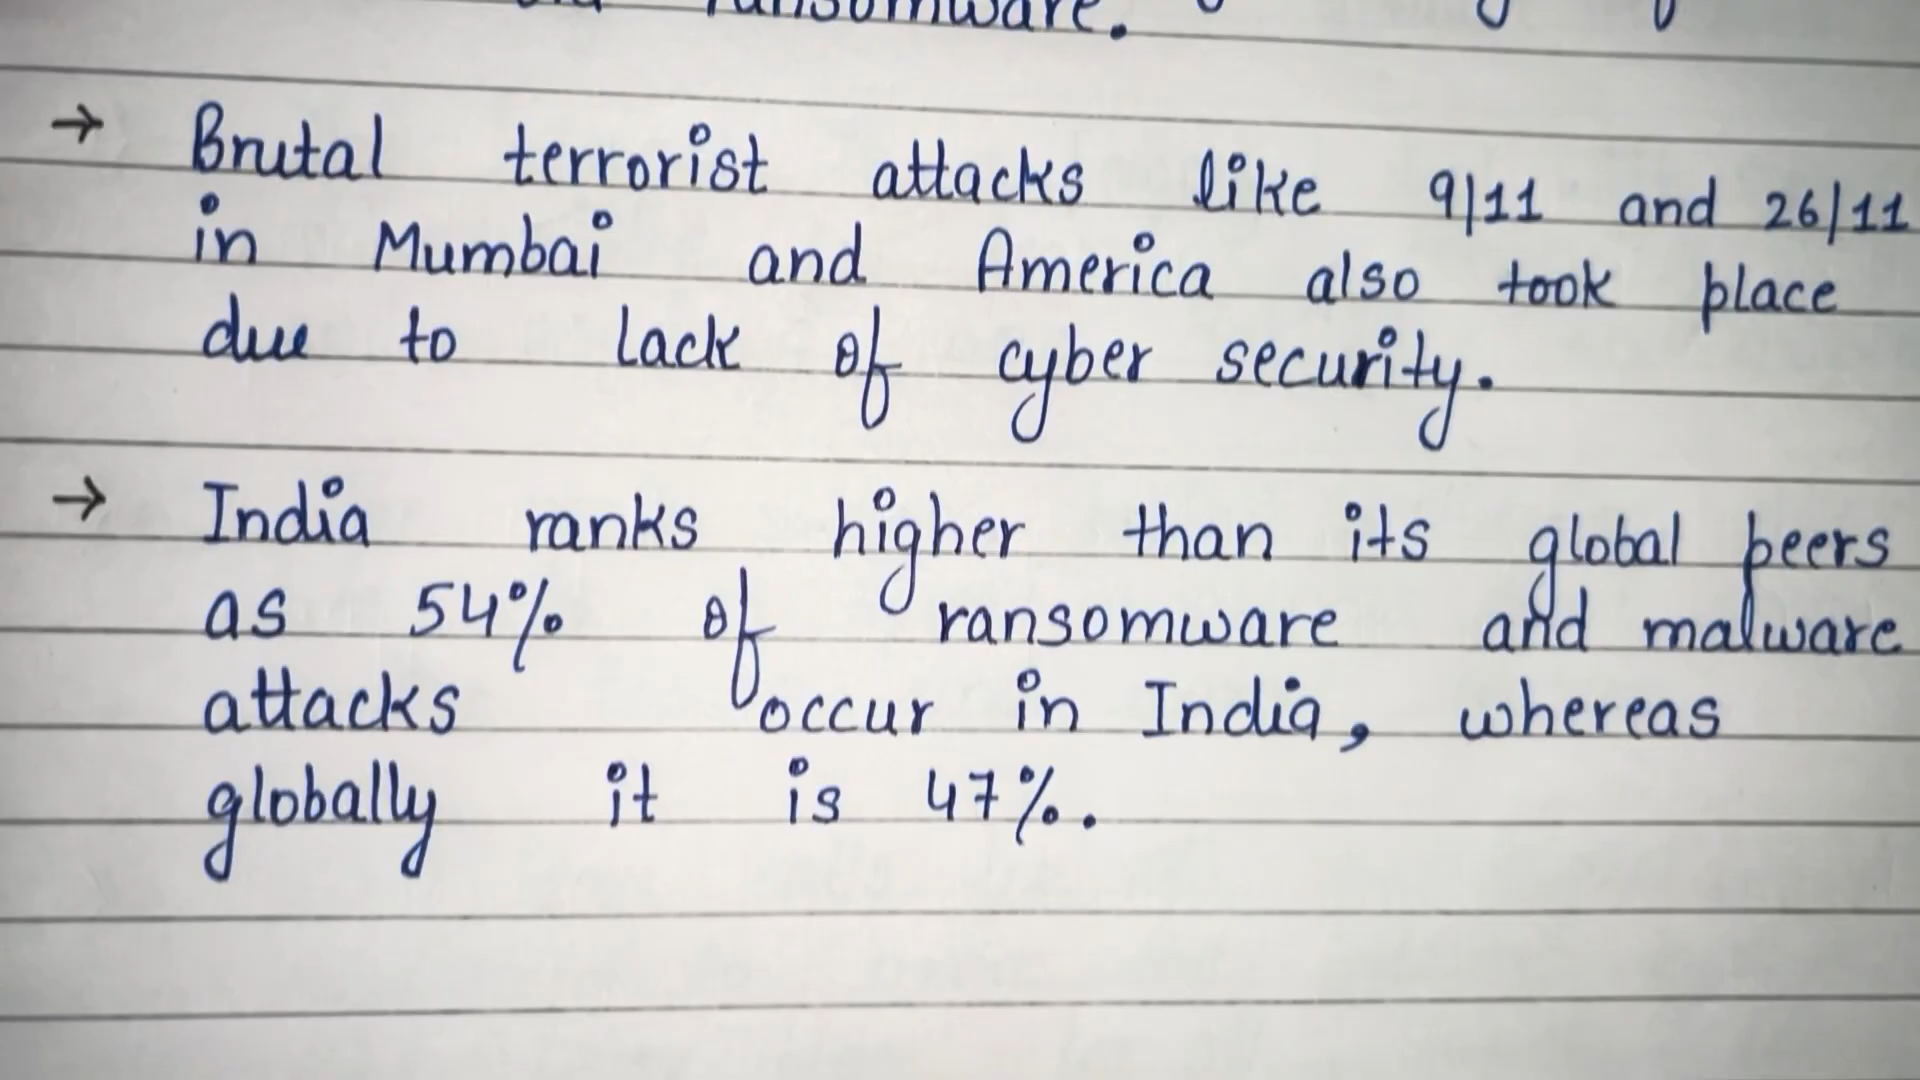 ransomware.
→ Brutal terrorist attacks like 9/11 and 26/11
in Mumbai and America also took place
due to lack of cyber security.
→ India ranks higher than its global peers
as 54% of ransomware and malware
attacks occur in India, whereas
globally it is 47%.